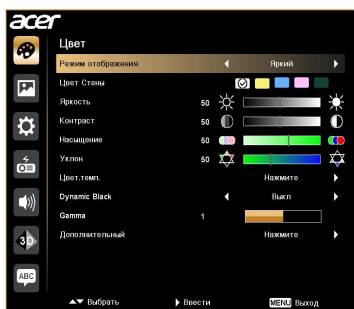 acer
Цвет
Режим отображения Яркий
Цвет Стены
Яркость 50
Контраст 50
Насыщение 50
Уклон 50
Цвет.темп. Нажмите
Dynamic Black Выкл
Gamma 1
Дополнительный Нажмите
3D
ABC
Выбрать Ввести MENU Выход